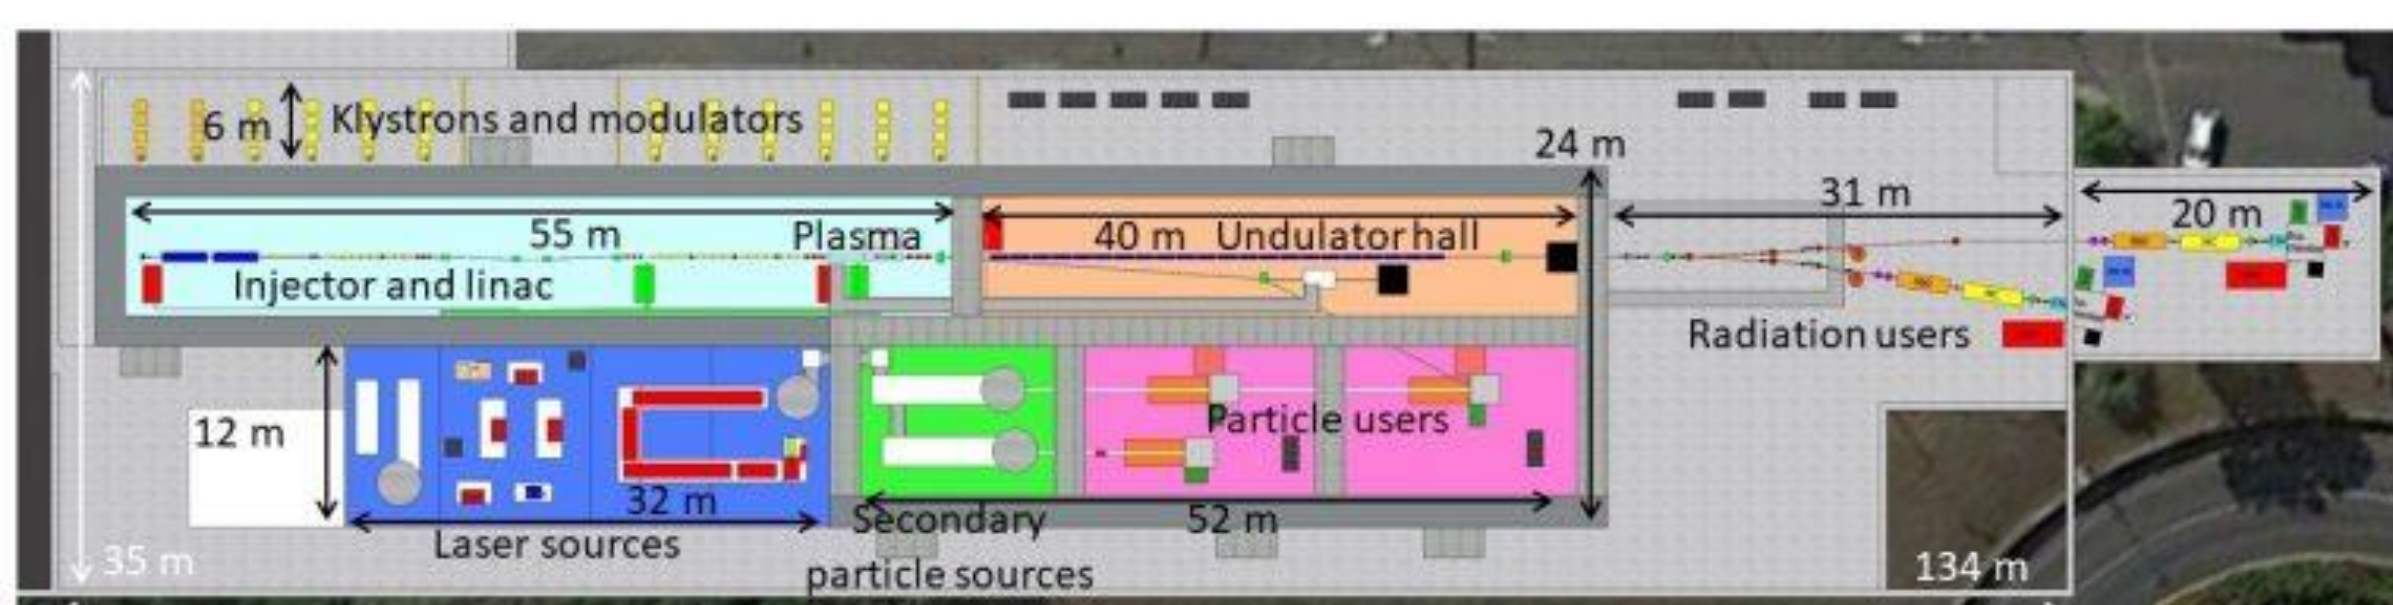 6 m
Klystrons and modulators
24 m
31 m
20 m
55 m
Plasma
40 m
Undulator hall
Injector and linac
Radiation users
12 m
Particle users
32 m
Secondary
52 m
Laser sources
35 m
particle sources
134 m